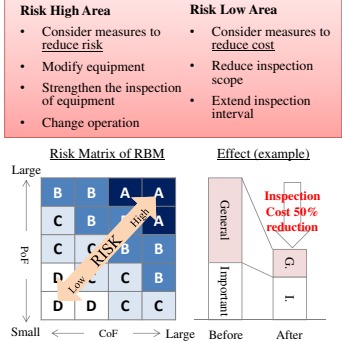 Risk High Area
• Consider measures to
reduce risk
• Modify equipment
• Strengthen the inspection
of equipment
• Change operation
Risk Low Area
• Consider measures to
reduce cost
• Reduce inspection
scope
• Extend inspection
interval
Risk Matrix of RBM
Large
PoF
Small
B B A A
C B B A
C C B B
D C C B
D D C C
Low RISK High
CoF
Large
Effect (example)
General
Important
Inspection
Cost 50%
reduction
G.
I.
Before
After